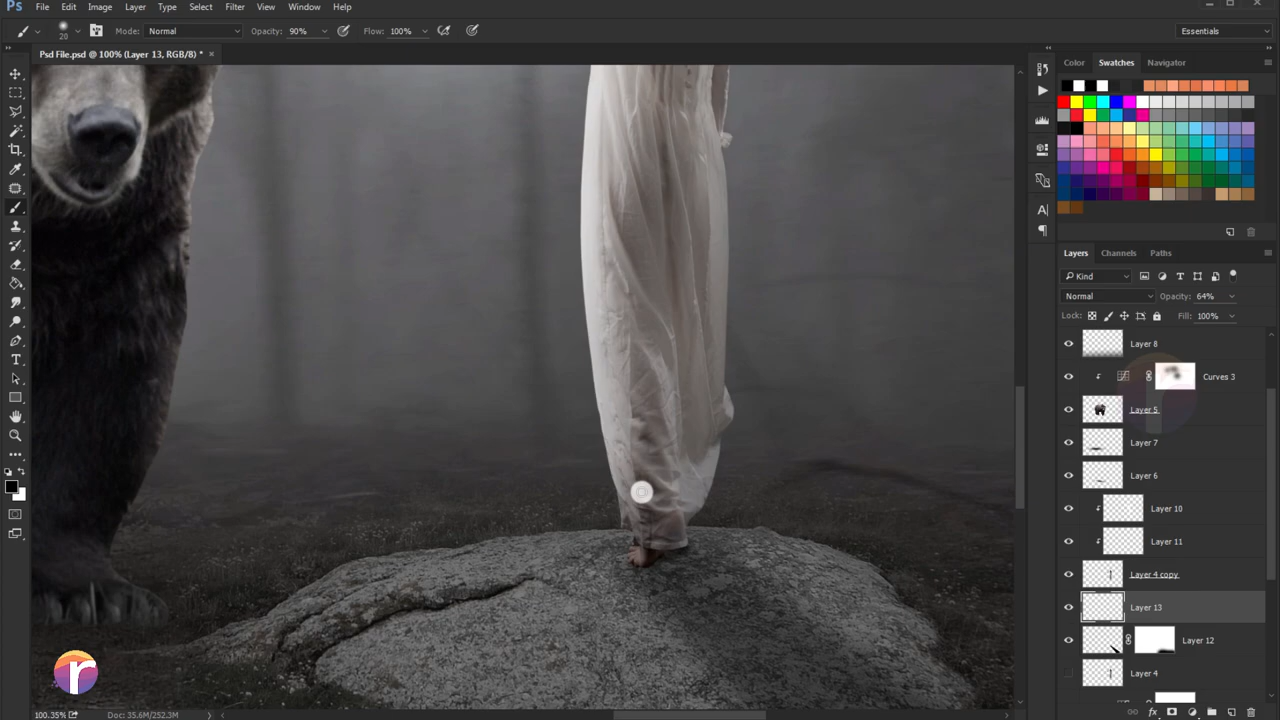 Ps File Edit Image Layer Type Select Filter View Window Help
20 Mode: Normal Opacity: 90% Flow: 100% Essentials
Psd File.psd @ 100% (Layer 13, RGB/8) * ×
Color Swatches Navigator
Layers Channels Paths
Kind
Normal Opacity: 64%
Lock: Fill: 100%
Layer 8
Curves 3
Layer 5
Layer 7
Layer 6
Layer 10
Layer 11
Layer 4 copy
Layer 13
Layer 12
Layer 4
r
100.35% Doc: 35.6M/252.3M
fx